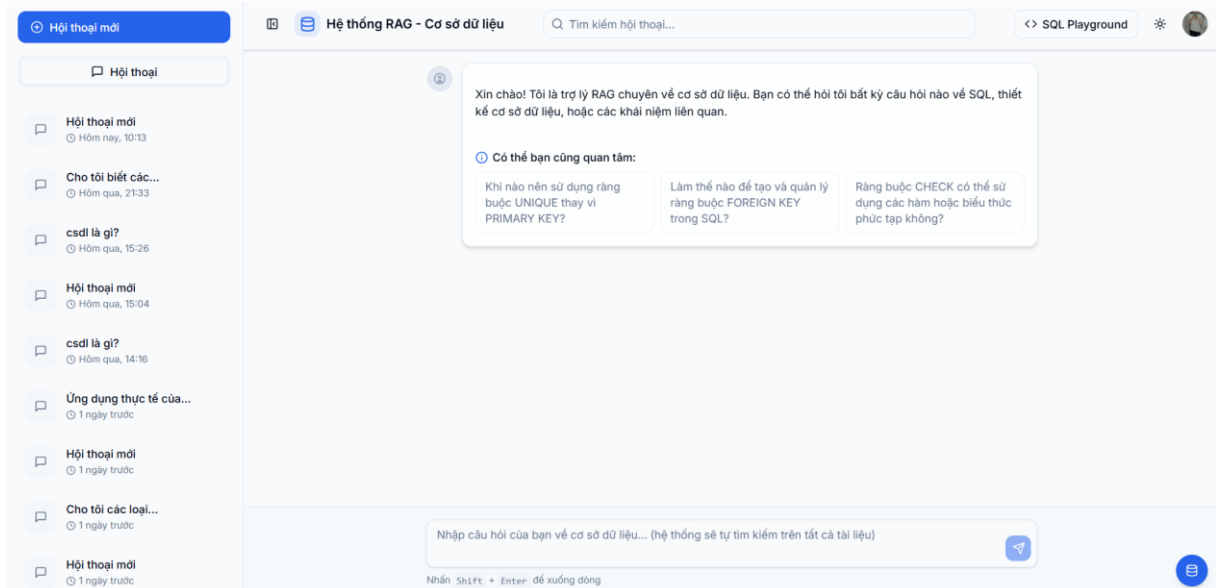 Hội thoại mới
Hội thoại
Hội thoại mới
Hôm nay, 10:13
Cho tôi biết các...
Hôm qua, 21:33
csdl là gì?
Hôm qua, 15:26
Hội thoại mới
Hôm qua, 15:04
csdl là gì?
Hôm qua, 14:16
Ứng dụng thực tế của...
1 ngày trước
Hội thoại mới
1 ngày trước
Cho tôi các loại...
1 ngày trước
Hội thoại mới
1 ngày trước
Hệ thống RAG - Cơ sở dữ liệu
Tìm kiếm hội thoại...
<> SQL Playground
Xin chào! Tôi là trợ lý RAG chuyên về cơ sở dữ liệu. Bạn có thể hỏi tôi bất kỳ câu hỏi nào về SQL, thiết
kế cơ sở dữ liệu, hoặc các khái niệm liên quan.
Có thể bạn cũng quan tâm:
Khi nào nên sử dụng ràng
buộc UNIQUE thay vì
PRIMARY KEY?
Làm thế nào để tạo và quản lý
ràng buộc FOREIGN KEY
trong SQL?
Ràng buộc CHECK có thể sử
dụng các hàm hoặc biểu thức
phức tạp không?
Nhập câu hỏi của bạn về cơ sở dữ liệu... (hệ thống sẽ tự tìm kiếm trên tất cả tài liệu)
Nhấn Shift + Enter để xuống dòng